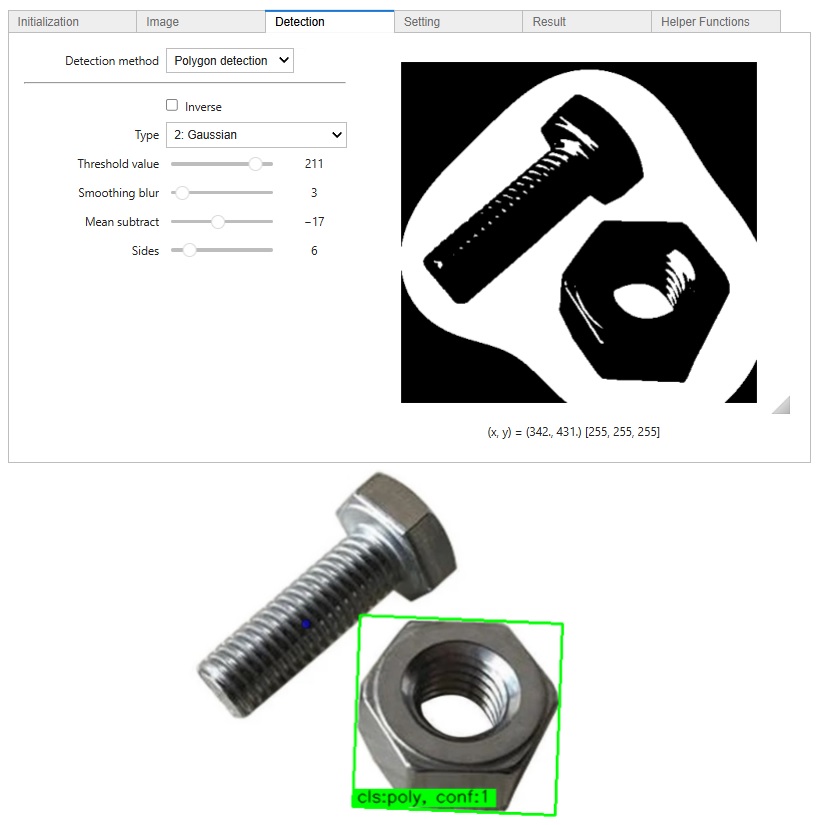 Initialization Image Detection Setting Result Helper Functions
Detection method Polygon detection
Inverse
Type 2: Gaussian
Threshold value 211
Smoothing blur 3
Mean subtract −17
Sides 6
(x, y) = (342., 431.) [255, 255, 255]
cls:poly, conf:1